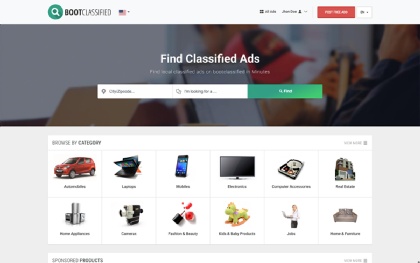 BOOTCLASSIFIED
All Ads
Jhon Doe
POST FREE ADS
EN
Find Classified Ads
Find local classified ads on bootclassified in Minutes
City/Zipcode...
I'm looking for a ...
Find
BROWSE BY CATEGORY
VIEW MORE
Automobiles
Laptops
Mobiles
Electronics
Computer Accessories
Real Estate
Home Appliances
Cameras
Fashion & Beauty
Kids & Baby Products
Jobs
Home & Furniture
SPONSORED PRODUCTS
VIEW MORE